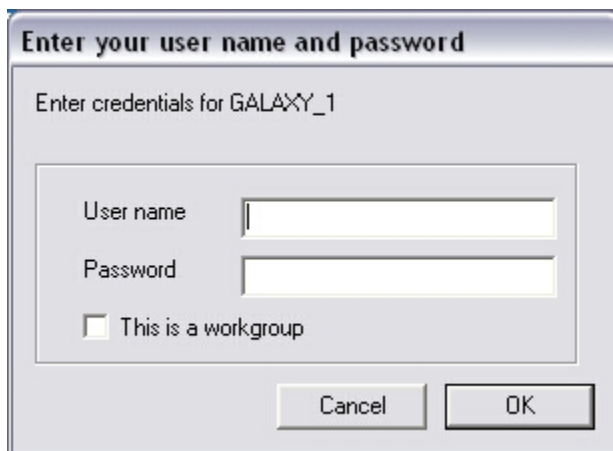 Enter your user name and password
Enter credentials for GALAXY_1
User name
Password
This is a workgroup
Cancel OK